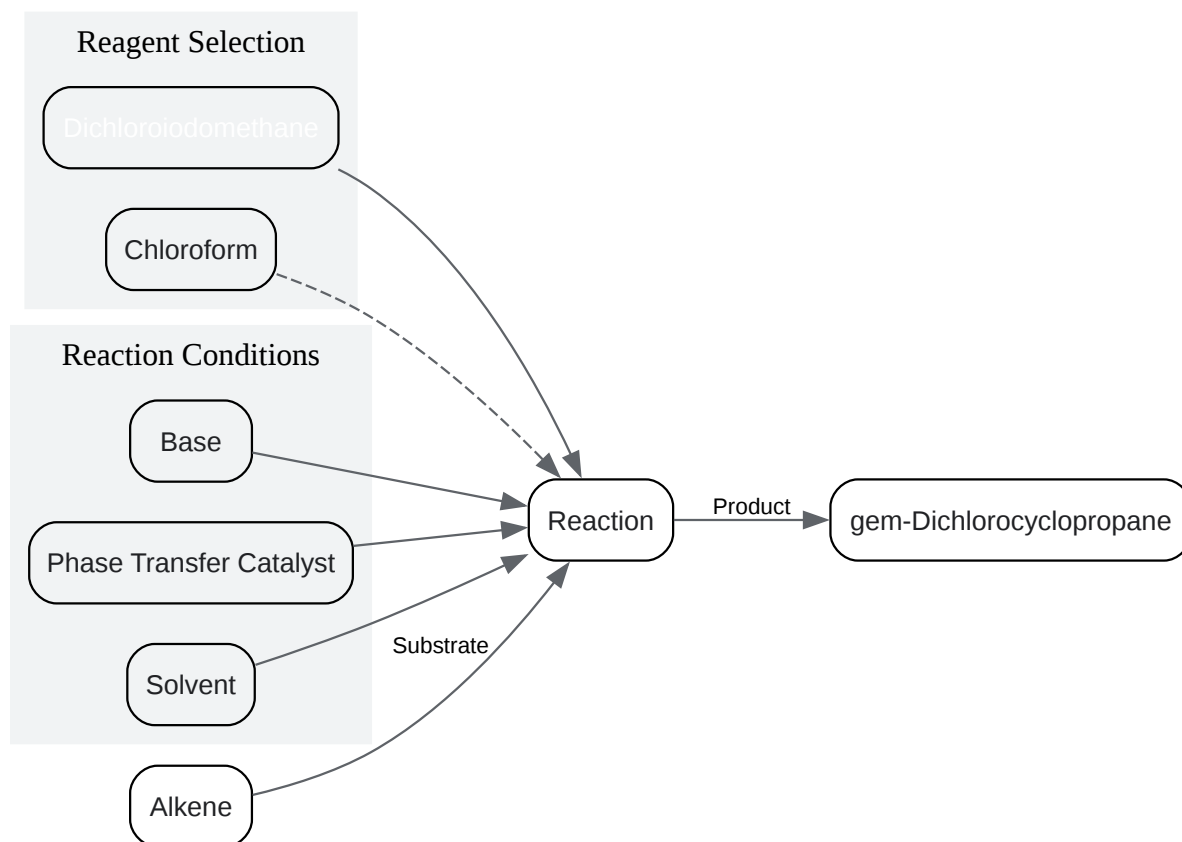 Reagent Selection
Dichloroiodomethane
Chloroform
Reaction Conditions
Base
Phase Transfer Catalyst
Solvent
Alkene
Substrate
Reaction
Product
gem-Dichlorocyclopropane